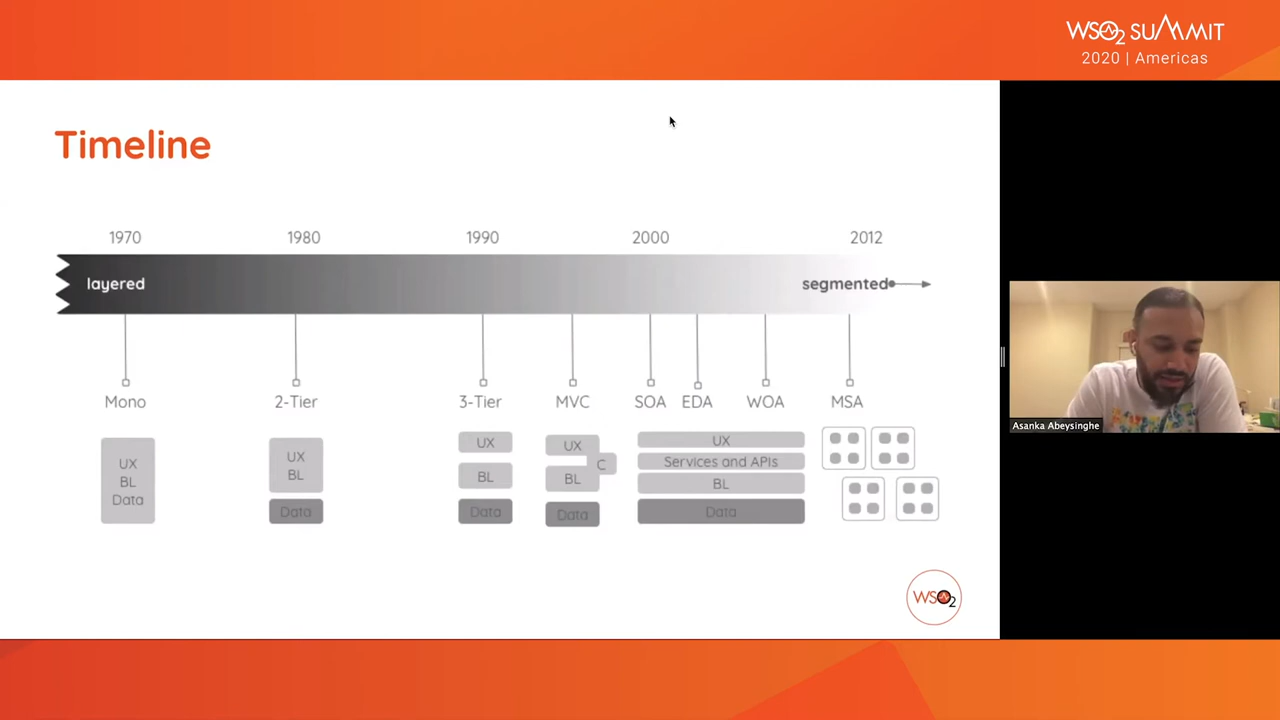 WSO2 SUMMIT
2020 | Americas
Timeline
1970 1980 1990 2000 2012
layered segmented
Mono 2-Tier 3-Tier MVC SOA EDA WOA MSA
UX
BL
Data
UX
BL
Data
UX
BL
Data
UX
C
BL
Data
UX
Services and APIs
BL
Data
WSO2
Asanka Abeysinghe